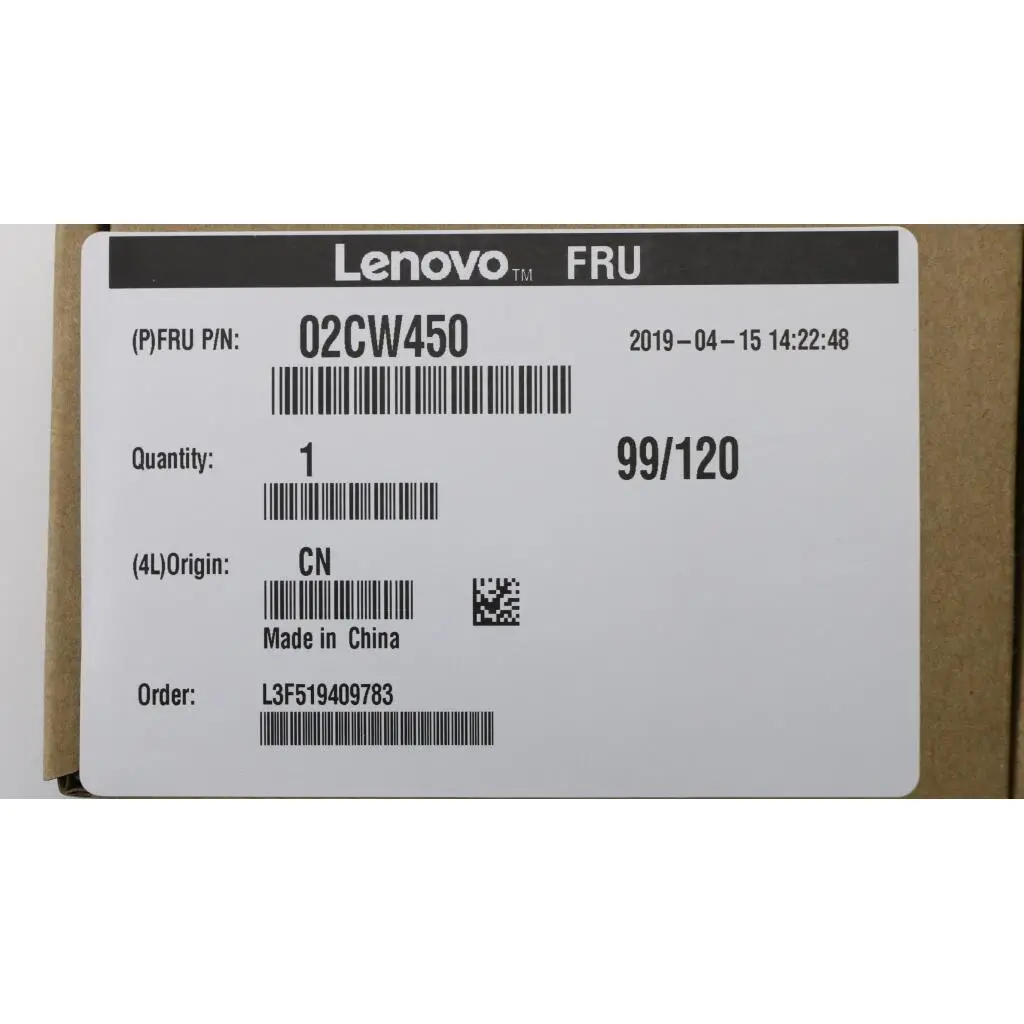 Lenovo™ FRU
(P)FRU P/N: 02CW450 2019-04-15 14:22:48
Quantity: 1 99/120
(4L)Origin: CN
Made in China
Order: L3F519409783